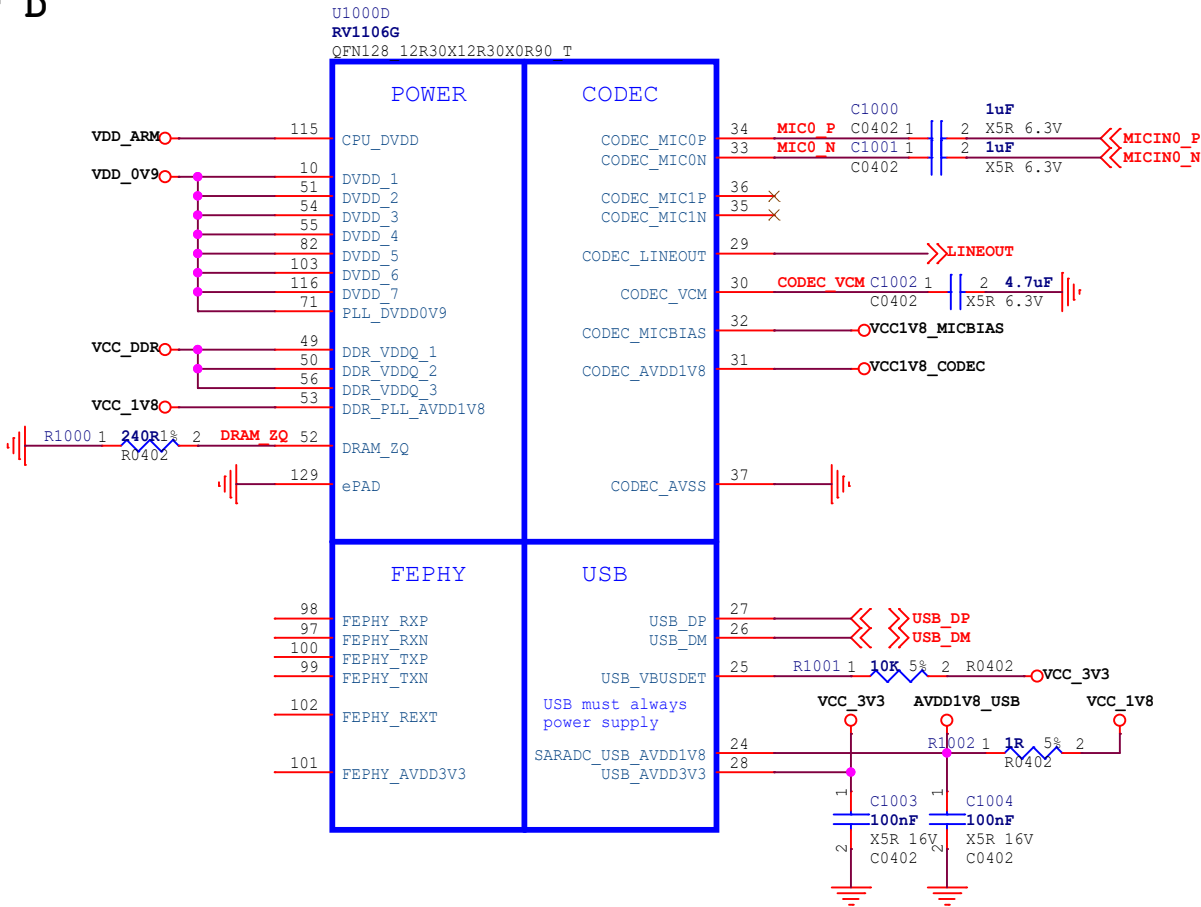 D
U1000D
RV1106G
QFN128_12R30X12R30X0R90_T
POWER
CODEC
VDD_ARM 115 CPU_DVDD
VDD_0V9 10 DVDD_1
51 DVDD_2
54 DVDD_3
55 DVDD_4
82 DVDD_5
103 DVDD_6
116 DVDD_7
71 PLL_DVDD0V9
VCC_DDR 49 DDR_VDDQ_1
50 DDR_VDDQ_2
56 DDR_VDDQ_3
VCC_1V8 53 DDR_PLL_AVDD1V8
R1000 1 240R 1% 2 DRAM_ZQ 52 DRAM_ZQ
R0402
129 ePAD
C1000 1uF
CODEC_MIC0P 34 MIC0_P C0402 1 2 X5R 6.3V MICIN0_P
CODEC_MIC0N 33 MIC0_N C1001 1 2 1uF MICIN0_N
C0402 X5R 6.3V
CODEC_MIC1P 36
CODEC_MIC1N 35
CODEC_LINEOUT 29 LINEOUT
CODEC_VCM 30 CODEC_VCM C1002 1 2 4.7uF
C0402 X5R 6.3V
CODEC_MICBIAS 32 VCC1V8_MICBIAS
CODEC_AVDD1V8 31 VCC1V8_CODEC
CODEC_AVSS 37
FEPHY
USB
98 FEPHY_RXP
97 FEPHY_RXN
100 FEPHY_TXP
99 FEPHY_TXN
102 FEPHY_REXT
101 FEPHY_AVDD3V3
USB_DP 27 USB_DP
USB_DM 26 USB_DM
USB_VBUSDET 25 R1001 1 10K 5% 2 R0402 VCC_3V3
USB must always
power supply
VCC_3V3 AVDD1V8_USB VCC_1V8
SARADC_USB_AVDD1V8 24 R1002 1 1R 5% 2
R0402
USB_AVDD3V3 28
1 C1003 1 C1004
100nF 100nF
X5R 16V X5R 16V
2 C0402 2 C0402